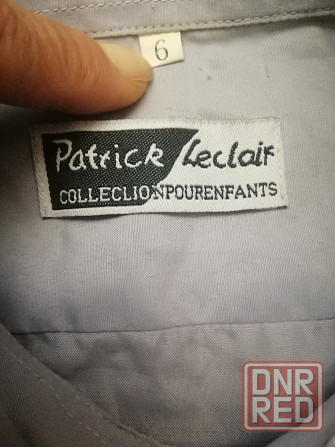 6
Patrick Leclair
COLLECLIONPOURENFANTS
DNR
RED